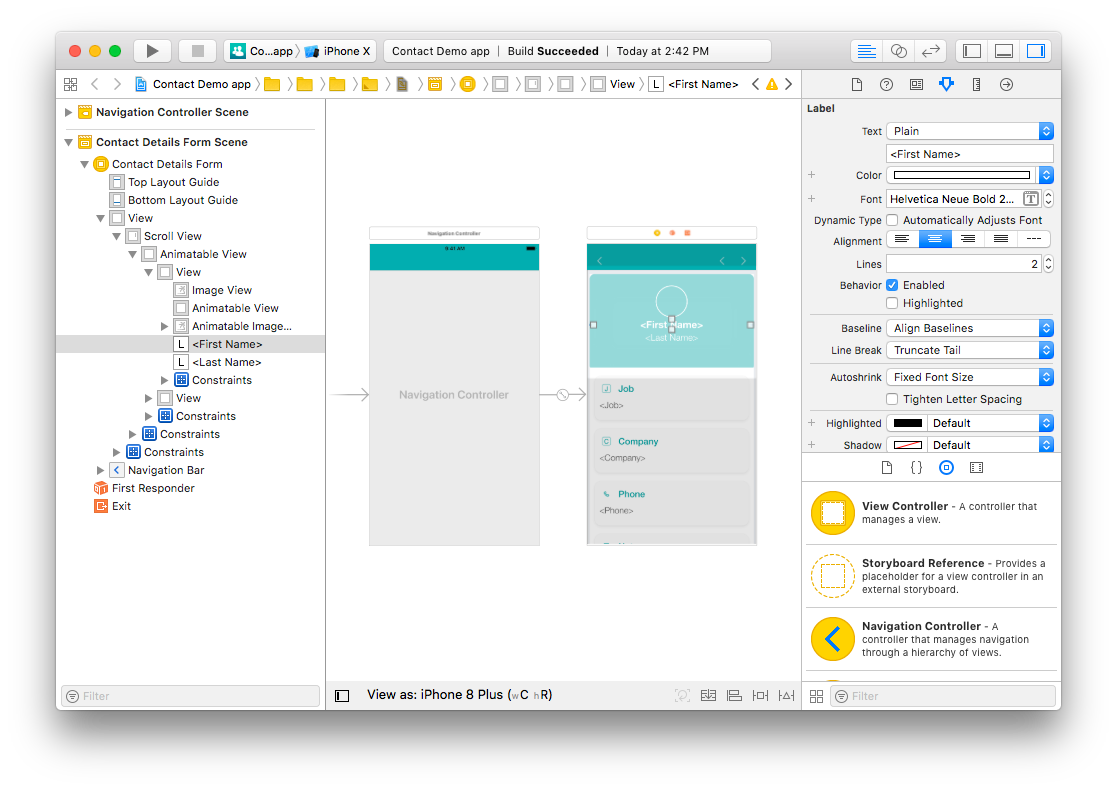 Co...app
iPhone X
Contact Demo app | Build Succeeded | Today at 2:42 PM
Contact Demo app
View
L
<First Name>
Navigation Controller Scene
Contact Details Form Scene
Contact Details Form
Top Layout Guide
Bottom Layout Guide
View
Scroll View
Animatable View
View
Image View
Animatable View
Animatable Image...
L <First Name>
L <Last Name>
Constraints
View
Constraints
Constraints
Constraints
Navigation Bar
First Responder
Exit
Filter
Navigation Controller
9:41 AM
Navigation Controller
<First Name>
<Last Name>
J Job
<Job>
C Company
<Company>
Phone
<Phone>
View as: iPhone 8 Plus (wC hR)
Label
Text Plain
<First Name>
+ Color
+ Font Helvetica Neue Bold 2... T
Dynamic Type Automatically Adjusts Font
Alignment ---
Lines 2
Behavior Enabled
Highlighted
Baseline Align Baselines
Line Break Truncate Tail
Autoshrink Fixed Font Size
Tighten Letter Spacing
+ Highlighted Default
+ Shadow Default
{}
View Controller - A controller that
manages a view.
Storyboard Reference - Provides a
placeholder for a view controller in an
external storyboard.
Navigation Controller - A
controller that manages navigation
through a hierarchy of views.
Filter